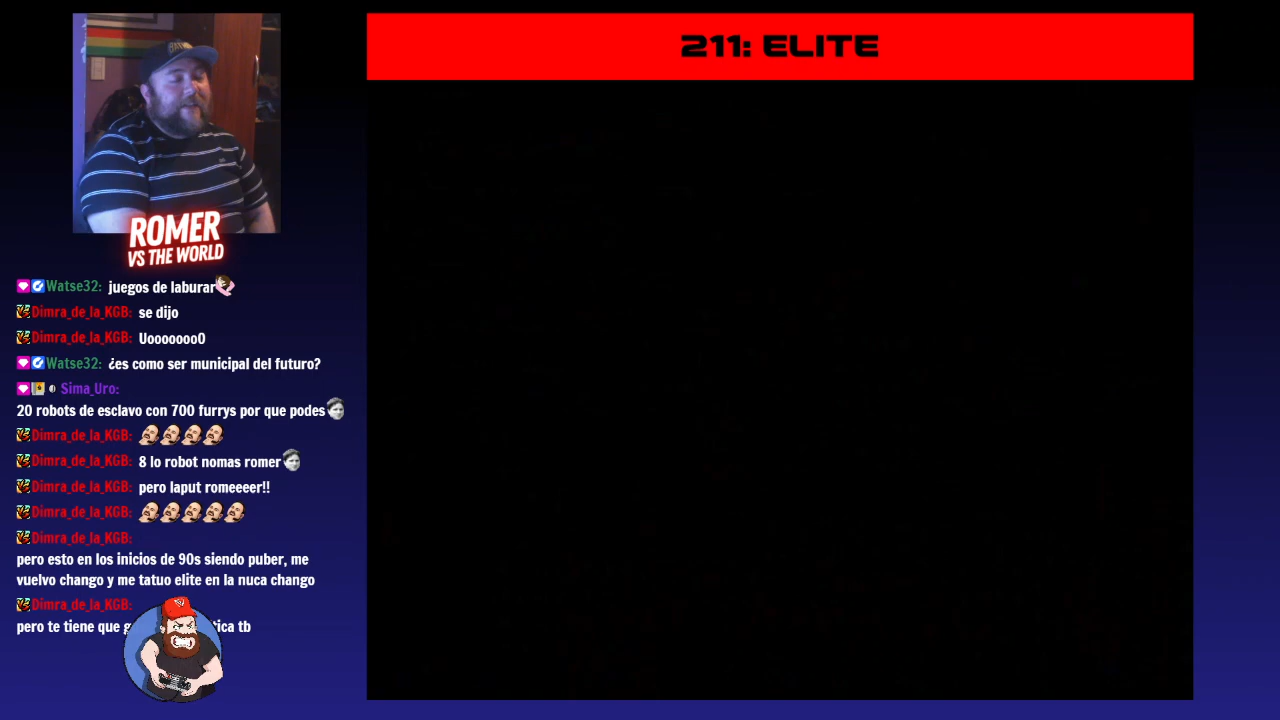 211: ELITE
ROMER
VS THE WORLD
Watse32: juegos de laburar
Dimra_de_la_KGB: se dijo
Dimra_de_la_KGB: Uoooooooo
Watse32: ¿es como ser municipal del futuro?
Sima_Uro:
20 robots de esclavo con 700 furrys por que podes
Dimra_de_la_KGB:
Dimra_de_la_KGB: 8 lo robot nomas romer
Dimra_de_la_KGB: pero laput romeeeer!!
Dimra_de_la_KGB:
Dimra_de_la_KGB:
pero esto en los inicios de 90s siendo puber, me
vuelvo chango y me tatuo elite en la nuca chango
Dimra_de_la_KGB:
pero te tiene que tb